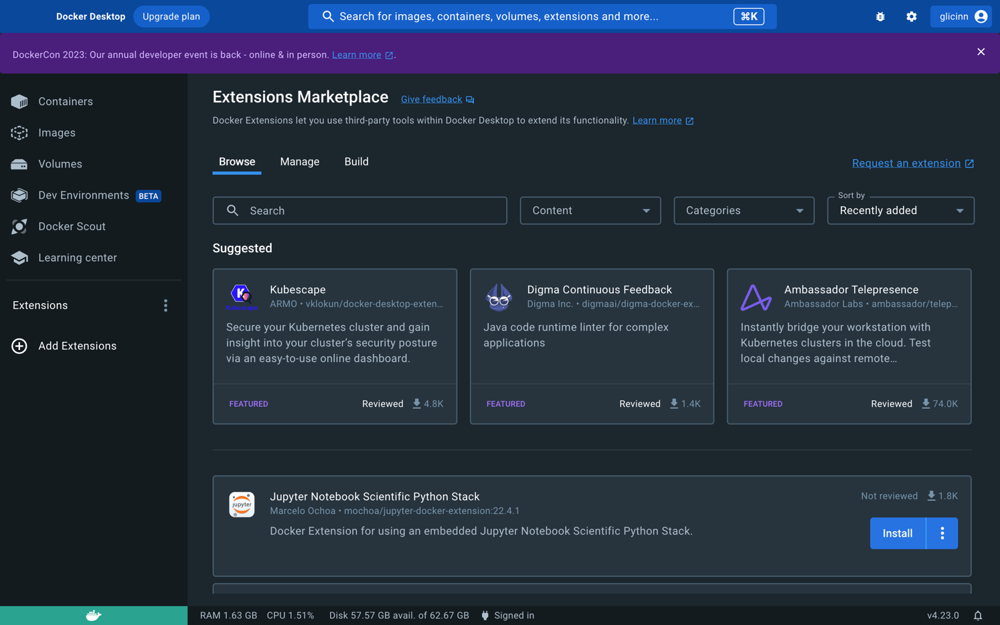 Docker Desktop
Upgrade plan
Search for images, containers, volumes, extensions and more...
⌘K
glicinn
DockerCon 2023: Our annual developer event is back - online & in person. Learn more.
Containers
Images
Volumes
Dev Environments BETA
Docker Scout
Learning center
Extensions
Add Extensions
Extensions Marketplace
Give feedback
Docker Extensions let you use third-party tools within Docker Desktop to extend its functionality. Learn more
Browse
Manage
Build
Request an extension
Search
Content
Categories
Sort by
Recently added
Suggested
Kubescape
ARMO • vklokun/docker-desktop-exten...
Secure your Kubernetes cluster and gain
insight into your cluster’s security posture
via an easy-to-use online dashboard.
FEATURED
Reviewed
4.8K
Digma Continuous Feedback
Digma Inc. • digmaai/digma-docker-ex...
Java code runtime linter for complex
applications
FEATURED
Reviewed
1.4K
Ambassador Telepresence
Ambassador Labs • ambassador/telep...
Instantly bridge your workstation with
Kubernetes clusters in the cloud. Test
local changes against remote...
FEATURED
Reviewed
74.0K
jupyter
Jupyter Notebook Scientific Python Stack
Marcelo Ochoa • mochoa/jupyter-docker-extension:22.4.1
Docker Extension for using an embedded Jupyter Notebook Scientific Python Stack.
Not reviewed
1.8K
Install
RAM 1.63 GB
CPU 1.51%
Disk 57.57 GB avail. of 62.67 GB
Signed in
v4.23.0